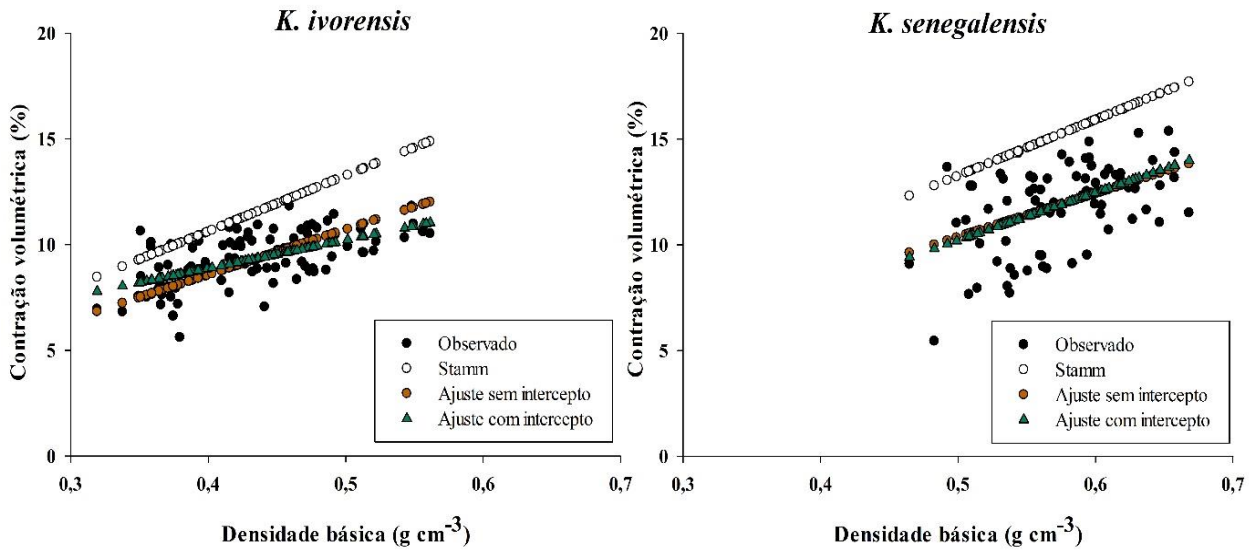 K. ivorensis
Contração volumétrica (%)
20
15
10
5
0
Observado
Stamm
Ajuste sem intercepto
Ajuste com intercepto
0,3
0,4
0,5
0,6
0,7
Densidade básica (g cm-3)
K. senegalensis
Contração volumétrica (%)
20
15
10
5
0
Observado
Stamm
Ajuste sem intercepto
Ajuste com intercepto
0,3
0,4
0,5
0,6
0,7
Densidade básica (g cm-3)